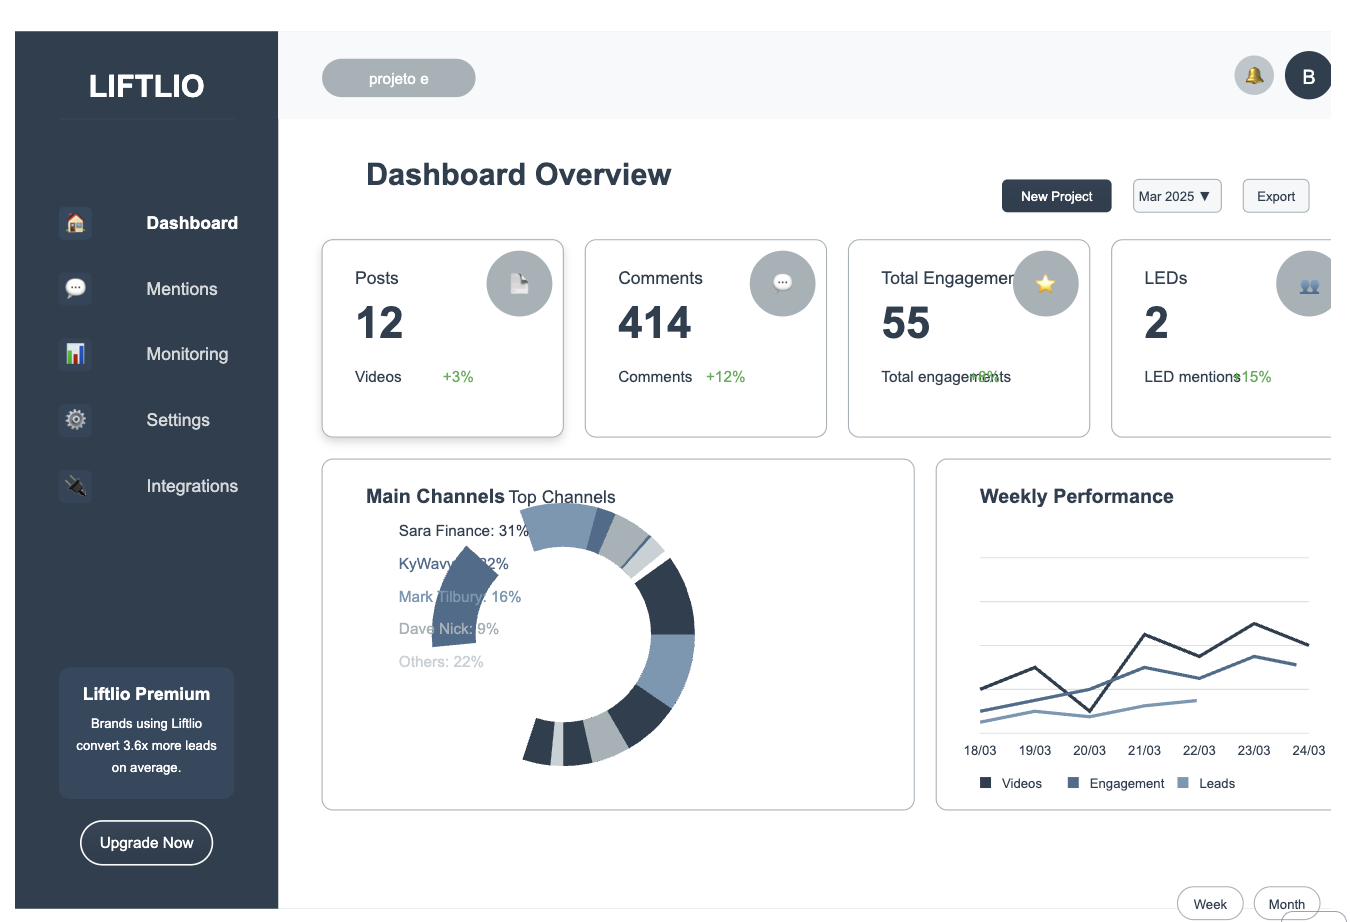 LIFTLIO
projeto e
B
Dashboard Overview
New Project
Mar 2025 ▼
Export
Dashboard
Mentions
Monitoring
Settings
Integrations
Posts
12
Videos +3%
Comments
414
Comments +12%
Total Engagemen
55
Total engagements +8%
LEDs
2
LED mentions +15%
Main Channels Top Channels
Sara Finance: 31%
22%
Mark Tilbury: 16%
Dave Nick: 9%
Others: 22%
Weekly Performance
18/03 19/03 20/03 21/03 22/03 23/03 24/03
Videos Engagement Leads
Liftlio Premium
Brands using Liftlio
convert 3.6x more leads
on average.
Upgrade Now
Week
Month